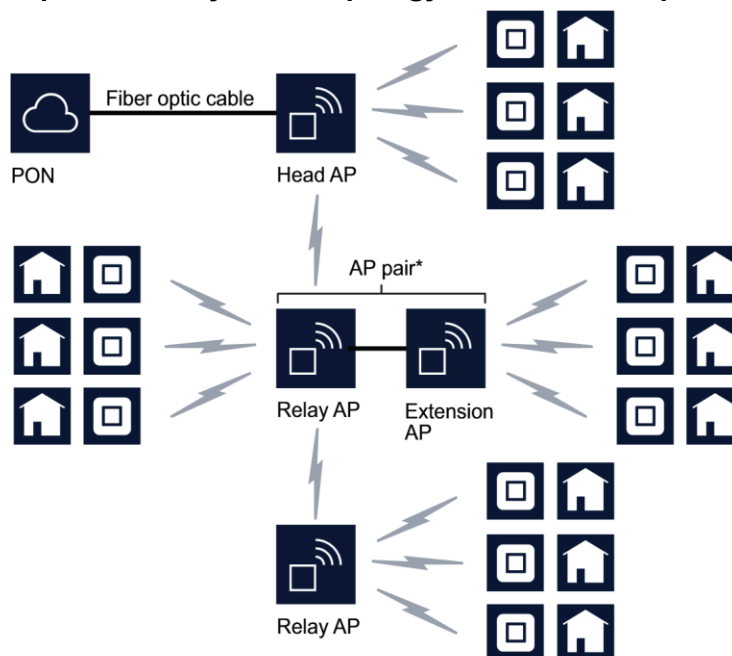 Fiber optic cable
PON
Head AP
AP pair*
Relay AP
Extension
AP
Relay AP